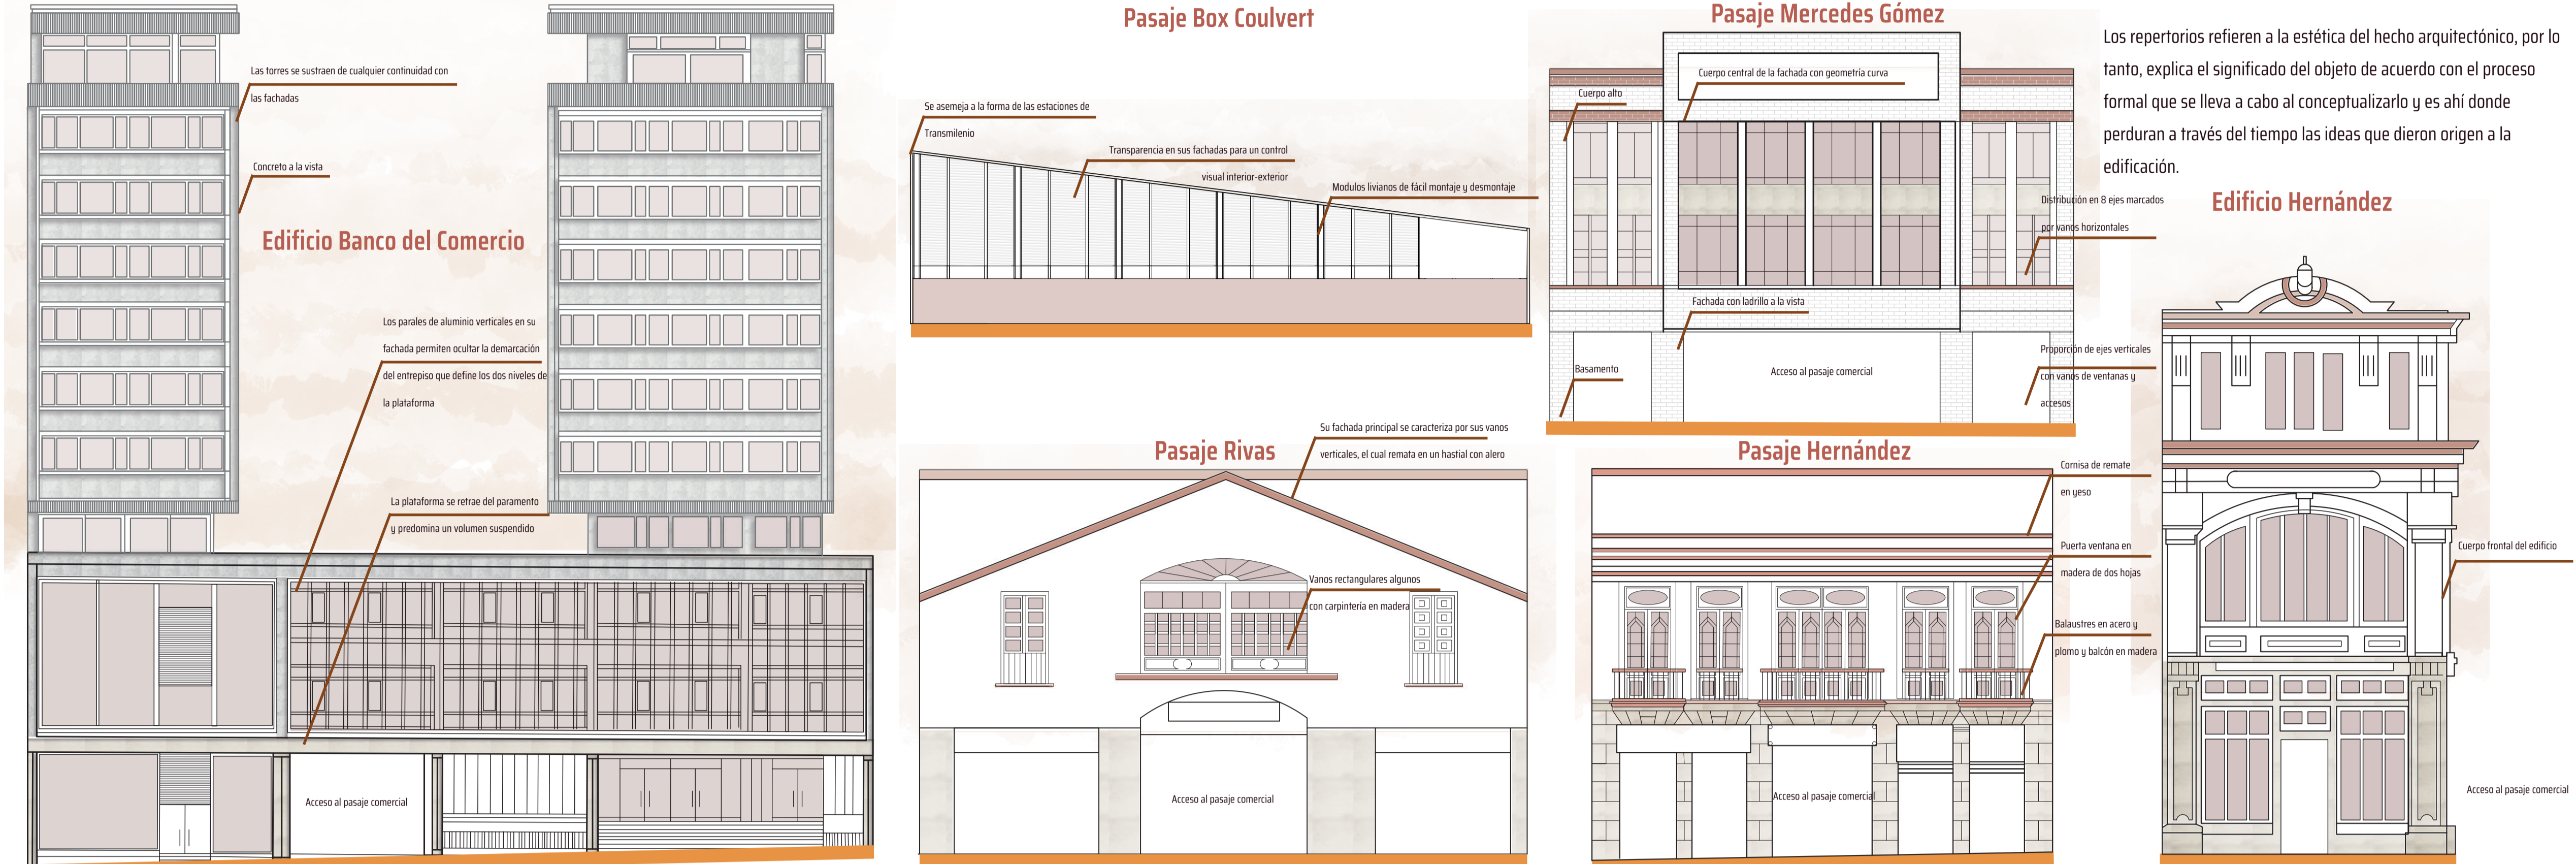 Edificio Banco del Comercio
Las torres se sustraen de cualquier continuidad con
las fachadas
Concreto a la vista
Los parales de aluminio verticales en su
fachada permiten ocultar la demarcación
del entrepiso que define los dos niveles de
la plataforma
La plataforma se retrae del paramento
y predomina un volumen suspendido
Acceso al pasaje comercial
Pasaje Box Coulvert
Se asemeja a la forma de las estaciones de
Transmilenio
Transparencia en sus fachadas para un control
visual interior-exterior
Modulos livianos de fácil montaje y desmontaje
Pasaje Rivas
Su fachada principal se caracteriza por sus vanos
verticales, el cual remata en un hastial con alero
Vanos rectangulares algunos
con carpintería en madera
Acceso al pasaje comercial
Pasaje Mercedes Gómez
Cuerpo central de la fachada con geometría curva
Cuerpo alto
Distribución en 8 ejes marcados
por vanos horizontales
Fachada con ladrillo a la vista
Proporción de ejes verticales
con vanos de ventanas y
accesos
Basamento
Acceso al pasaje comercial
Pasaje Hernández
Cornisa de remate
en yeso
Puerta ventana en
madera de dos hojas
Balaustres en acero y
plomo y balcón en madera
Acceso al pasaje comercial
Los repertorios refieren a la estética del hecho arquitectónico, por lo
tanto, explica el significado del objeto de acuerdo con el proceso
formal que se lleva a cabo al conceptualizarlo y es ahí donde
perduran a través del tiempo las ideas que dieron origen a la
edificación.
Edificio Hernández
Cuerpo frontal del edificio
Acceso al pasaje comercial